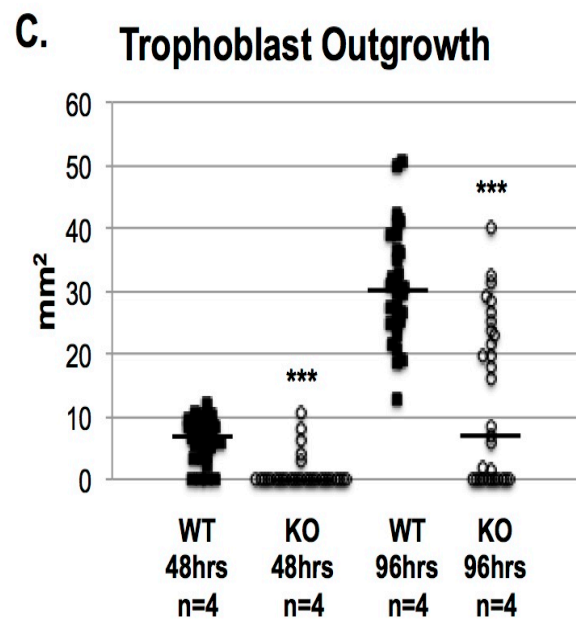 C. Trophoblast Outgrowth
60
50
***
40
mm²
30
20
***
10
0
WT KO WT KO
48hrs 48hrs 96hrs 96hrs
n=4 n=4 n=4 n=4